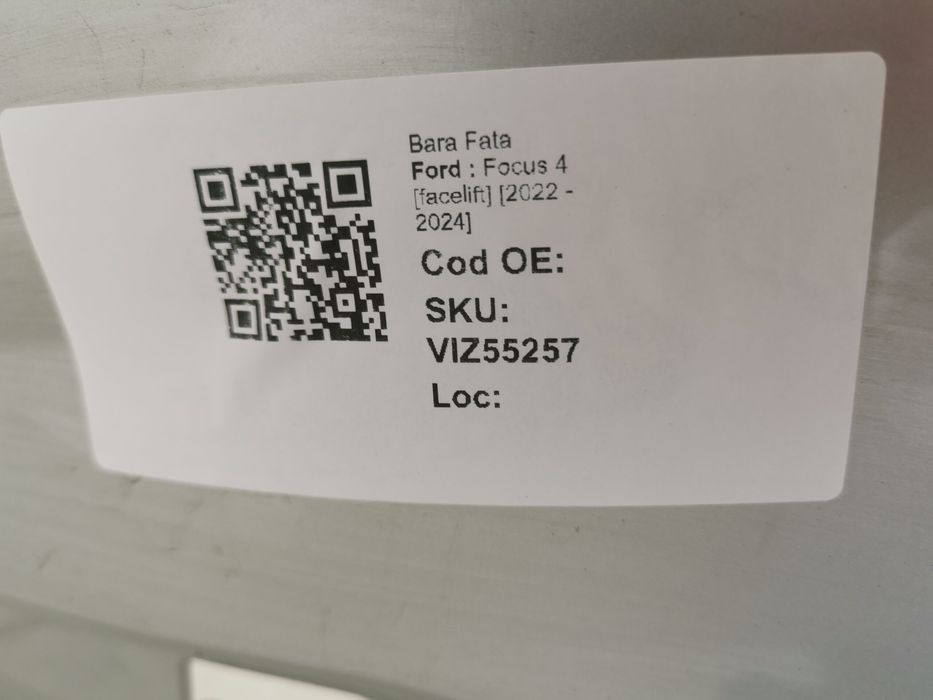 Bara Fata
Ford : Focus 4
[facelift] [2022 -
2024]
Cod OE:
SKU:
VIZ55257
Loc: